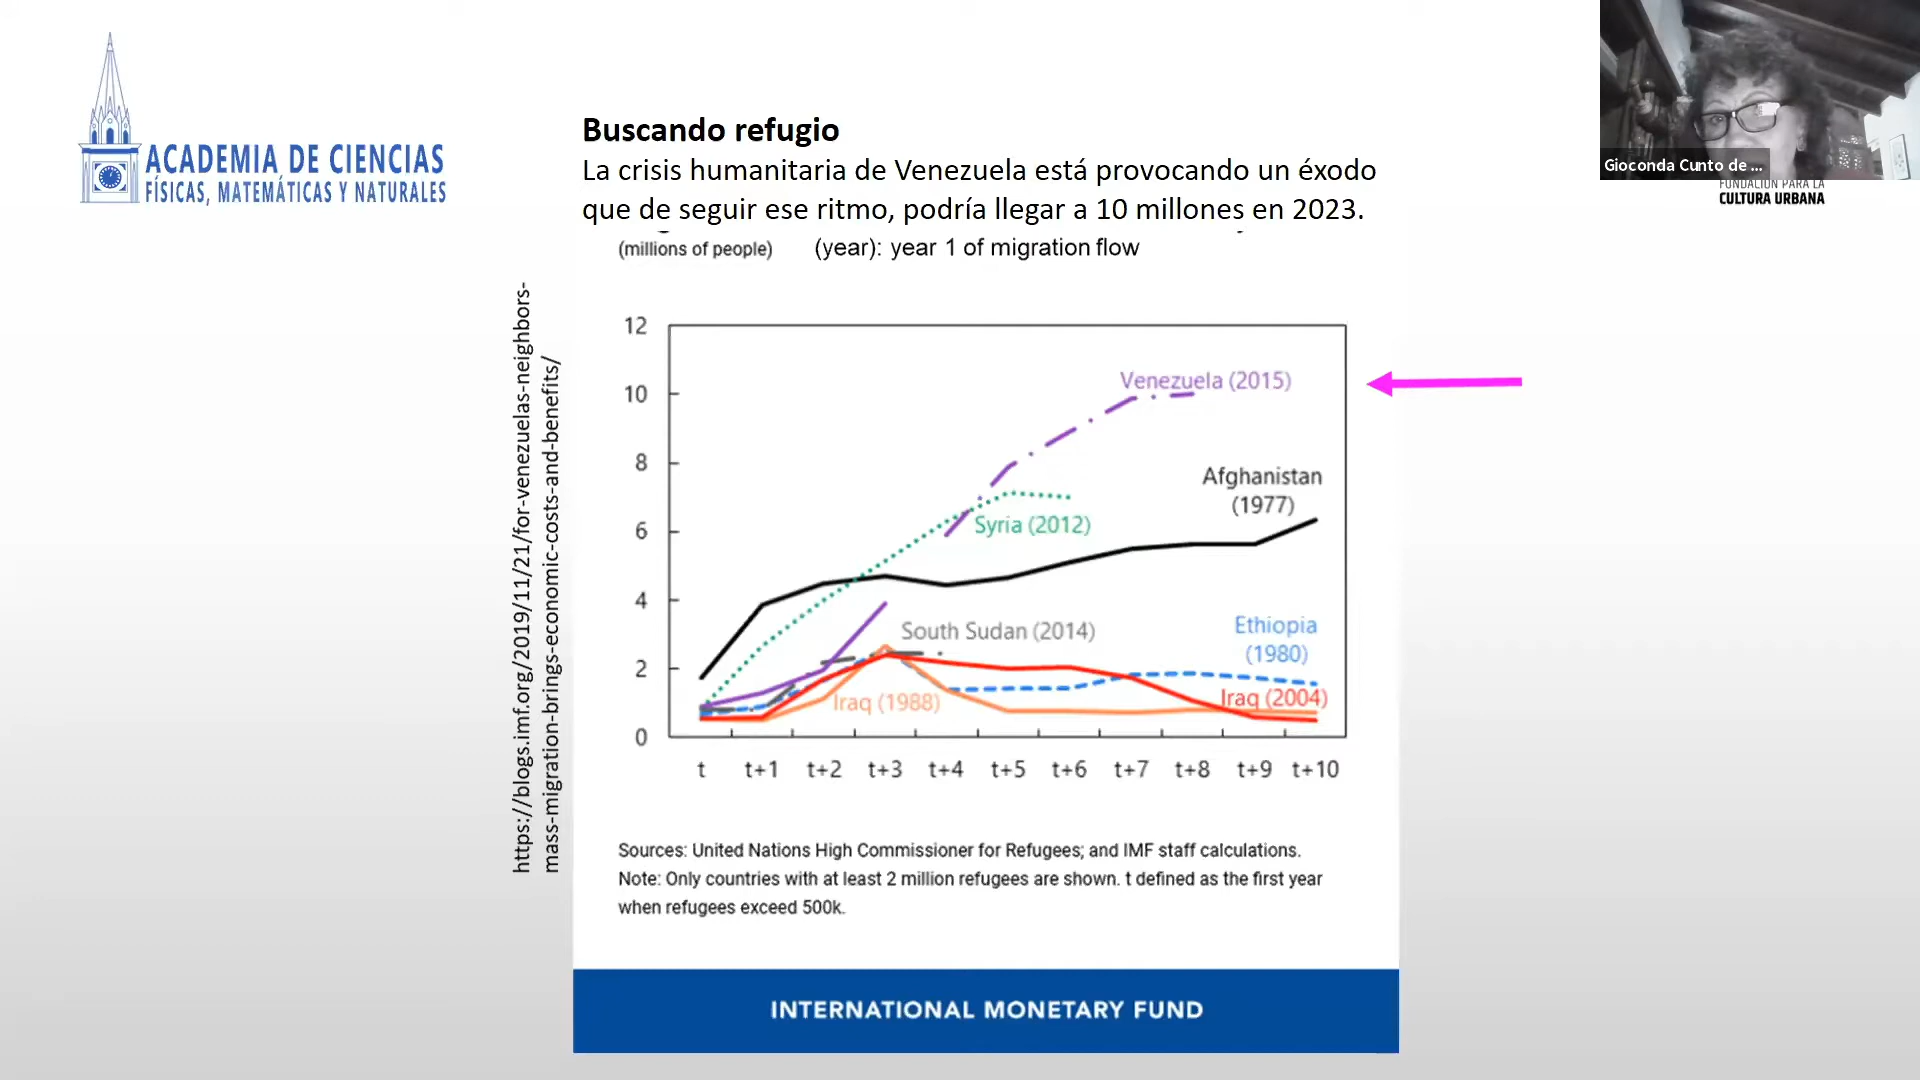 ACADEMIA DE CIENCIAS
FÍSICAS, MATEMÁTICAS Y NATURALES
Buscando refugio
La crisis humanitaria de Venezuela está provocando un éxodo
que de seguir ese ritmo, podría llegar a 10 millones en 2023.
Gioconda Cunto de ...
FUNDACIÓN PARA LA
CULTURA URBANA
(millions of people) (year): year 1 of migration flow
https://blogs.imf.org/2019/11/21/for-venezuelas-neighbors-
mass-migration-brings-economic-costs-and-benefits/
12
10
8
6
4
2
0
Venezuela (2015)
Afghanistan
(1977)
Syria (2012)
South Sudan (2014)
Ethiopia
(1980)
Iraq (1988)
Iraq (2004)
t t+1 t+2 t+3 t+4 t+5 t+6 t+7 t+8 t+9 t+10
Sources: United Nations High Commissioner for Refugees; and IMF staff calculations.
Note: Only countries with at least 2 million refugees are shown. t defined as the first year
when refugees exceed 500k.
INTERNATIONAL MONETARY FUND